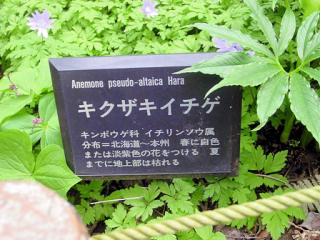 Anemone pseudo-altaica Hara
キクザキイチゲ
キンポウゲ科 イチリンソウ属
分布=北海道〜本州 春に白色
または淡紫色の花をつける 夏
までに地上部は枯れる